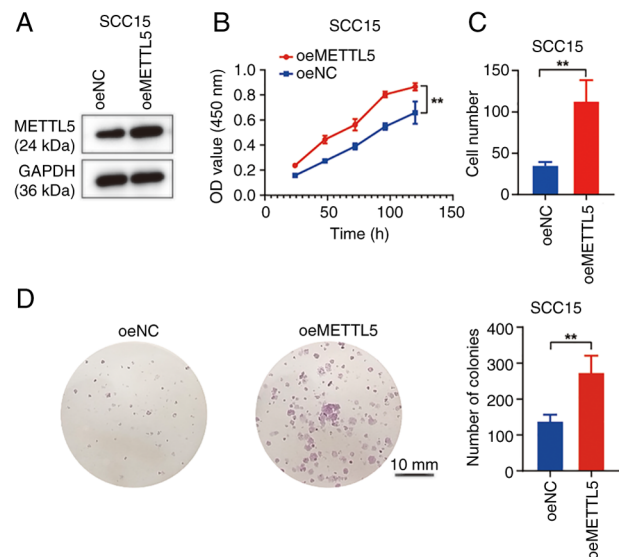 A
SCC15
oeNC
oeMETTL5
METTL5
(24 kDa)
GAPDH
(36 kDa)
B
SCC15
oeMETTL5
oeNC
OD value (450 nm)
1.0
0.8
0.6
0.4
0.2
0.0
0
50
100
150
Time (h)
**
C
SCC15
**
Cell number
150
100
50
0
oeNC
oeMETTL5
D
oeNC
oeMETTL5
10 mm
SCC15
**
Number of colonies
400
300
200
100
0
oeNC
oeMETTL5